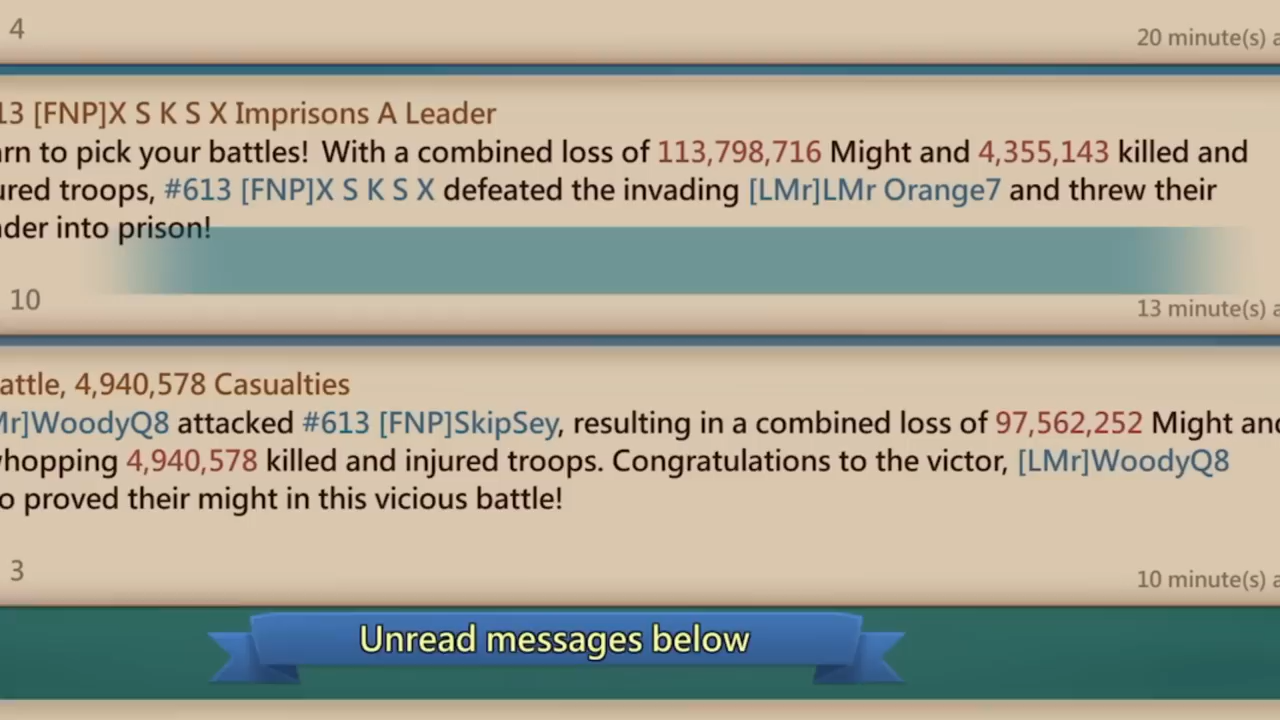 4
20 minute(s) a
13 [FNP]X S K S X Imprisons A Leader
arn to pick your battles! With a combined loss of 113,798,716 Might and 4,355,143 killed and
ured troops, #613 [FNP]X S K S X defeated the invading [LMr]LMr Orange7 and threw their
ader into prison!
10
13 minute(s) a
attle, 4,940,578 Casualties
Mr]WoodyQ8 attacked #613 [FNP]SkipSey, resulting in a combined loss of 97,562,252 Might and
whopping 4,940,578 killed and injured troops. Congratulations to the victor, [LMr]WoodyQ8
o proved their might in this vicious battle!
3
10 minute(s) a
Unread messages below